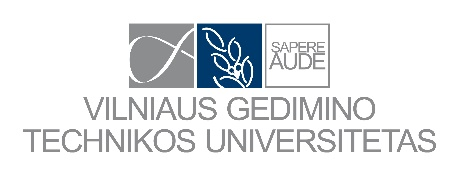 SAPERE
AUDE
VILNIAUS GEDIMINO
TECHNIKOS UNIVERSITETAS